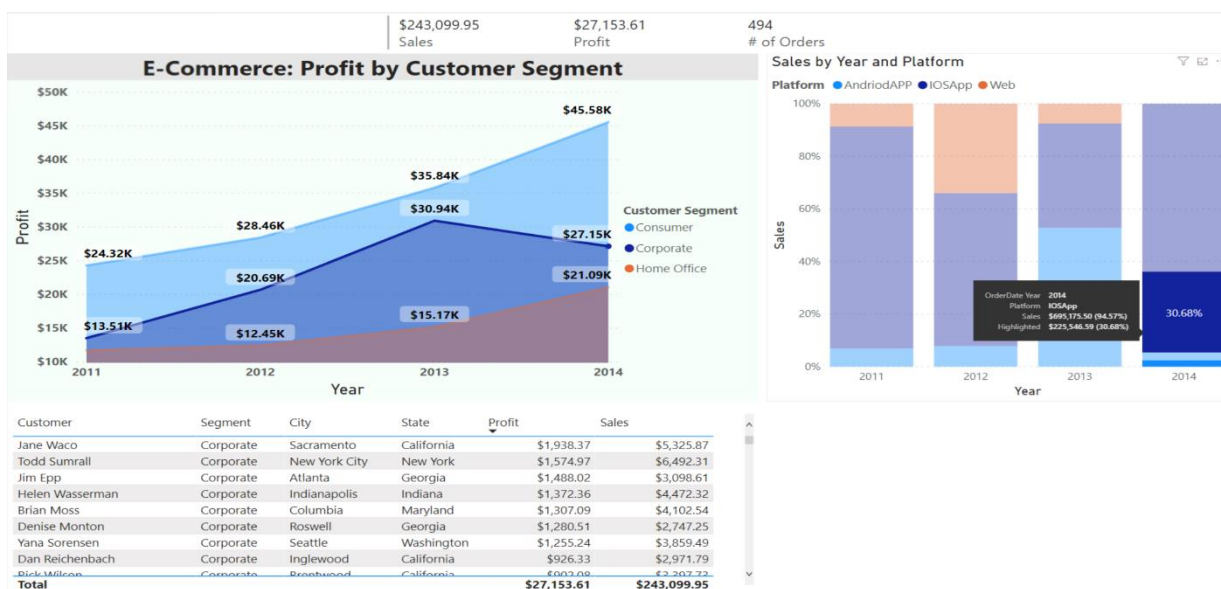 $243,099.95 $27,153.61 494
Sales Profit # of Orders
E-Commerce: Profit by Customer Segment
$50K
$45K
$40K
$35K
$30K
$25K
$20K
$15K
$10K
Profit
$24.32K
$28.46K
$35.84K
$45.58K
$13.51K
$20.69K
$30.94K
$27.15K
$12.45K
$15.17K
$21.09K
2011 2012 2013 2014
Year
Customer Segment
Consumer
Corporate
Home Office
Sales by Year and Platform
Platform AndriodAPP IOSApp Web
100%
80%
60%
40%
20%
0%
Sales
OrderDate Year 2014
Platform IOSApp
Sales $695,175.50 (94.57%)
Highlighted $225,546.59 (30.68%)
30.68%
2011 2012 2013 2014
Year
Customer Segment City State Profit Sales
Jane Waco Corporate Sacramento California $1,938.37 $5,325.87
Todd Sumrall Corporate New York City New York $1,574.97 $6,492.31
Jim Epp Corporate Atlanta Georgia $1,488.02 $3,098.61
Helen Wasserman Corporate Indianapolis Indiana $1,372.36 $4,472.32
Brian Moss Corporate Columbia Maryland $1,307.09 $4,102.54
Denise Monton Corporate Roswell Georgia $1,280.51 $2,747.25
Yana Sorensen Corporate Seattle Washington $1,255.24 $3,859.49
Dan Reichenbach Corporate Inglewood California $926.33 $2,971.79
Rick Wilson Corporate Brentwood California
Total $27,153.61 $243,099.95